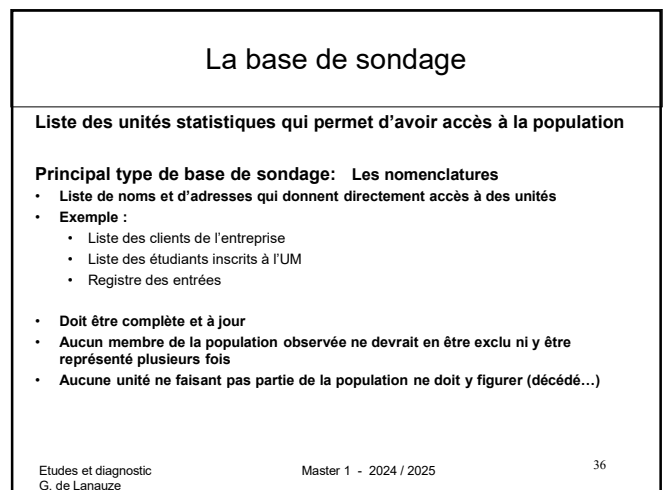 La base de sondage
Liste des unités statistiques qui permet d’avoir accès à la population
Principal type de base de sondage: Les nomenclatures
• Liste de noms et d’adresses qui donnent directement accès à des unités
• Exemple :
• Liste des clients de l’entreprise
• Liste des étudiants inscrits à l’UM
• Registre des entrées
• Doit être complète et à jour
• Aucun membre de la population observée ne devrait en être exclu ni y être
représenté plusieurs fois
• Aucune unité ne faisant pas partie de la population ne doit y figurer (décédé…)
Etudes et diagnostic
G. de Lanauze
Master 1 - 2024 / 2025
36